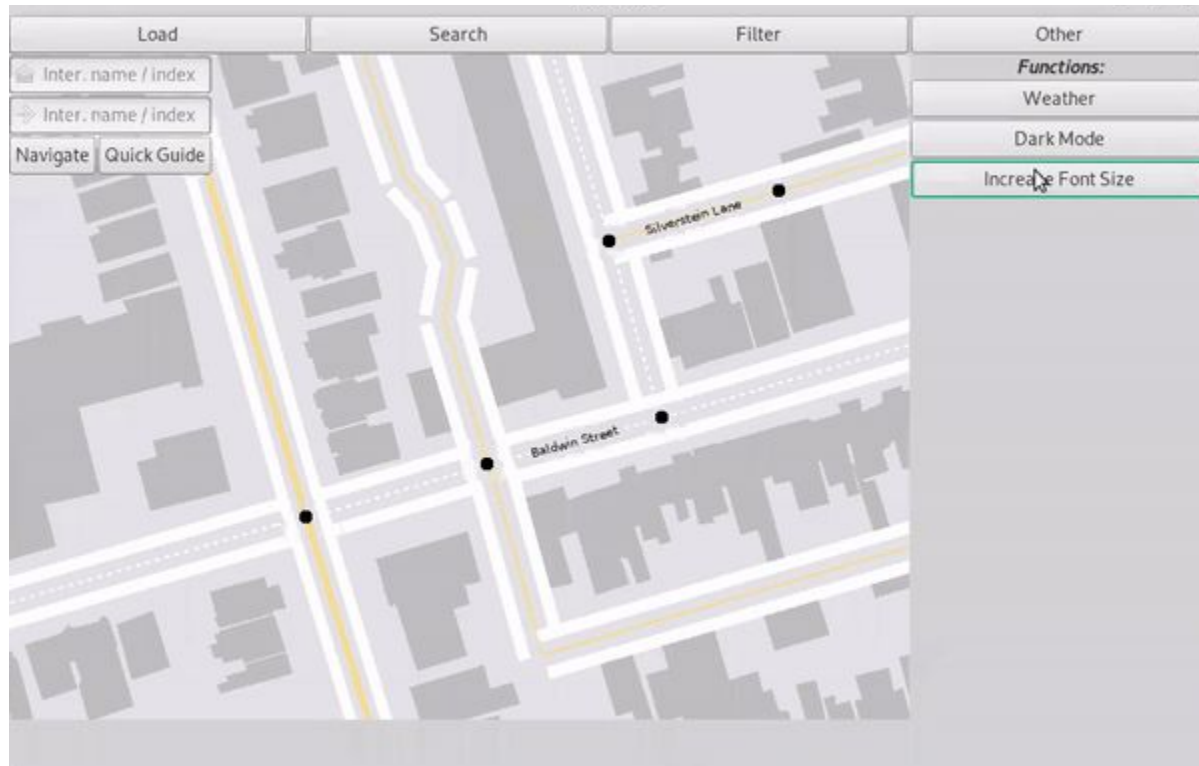 Load
Search
Filter
Other
Inter. name / index
Inter. name / index
Navigate
Quick Guide
Functions:
Weather
Dark Mode
Increase Font Size
Silverstein Lane
Baldwin Street